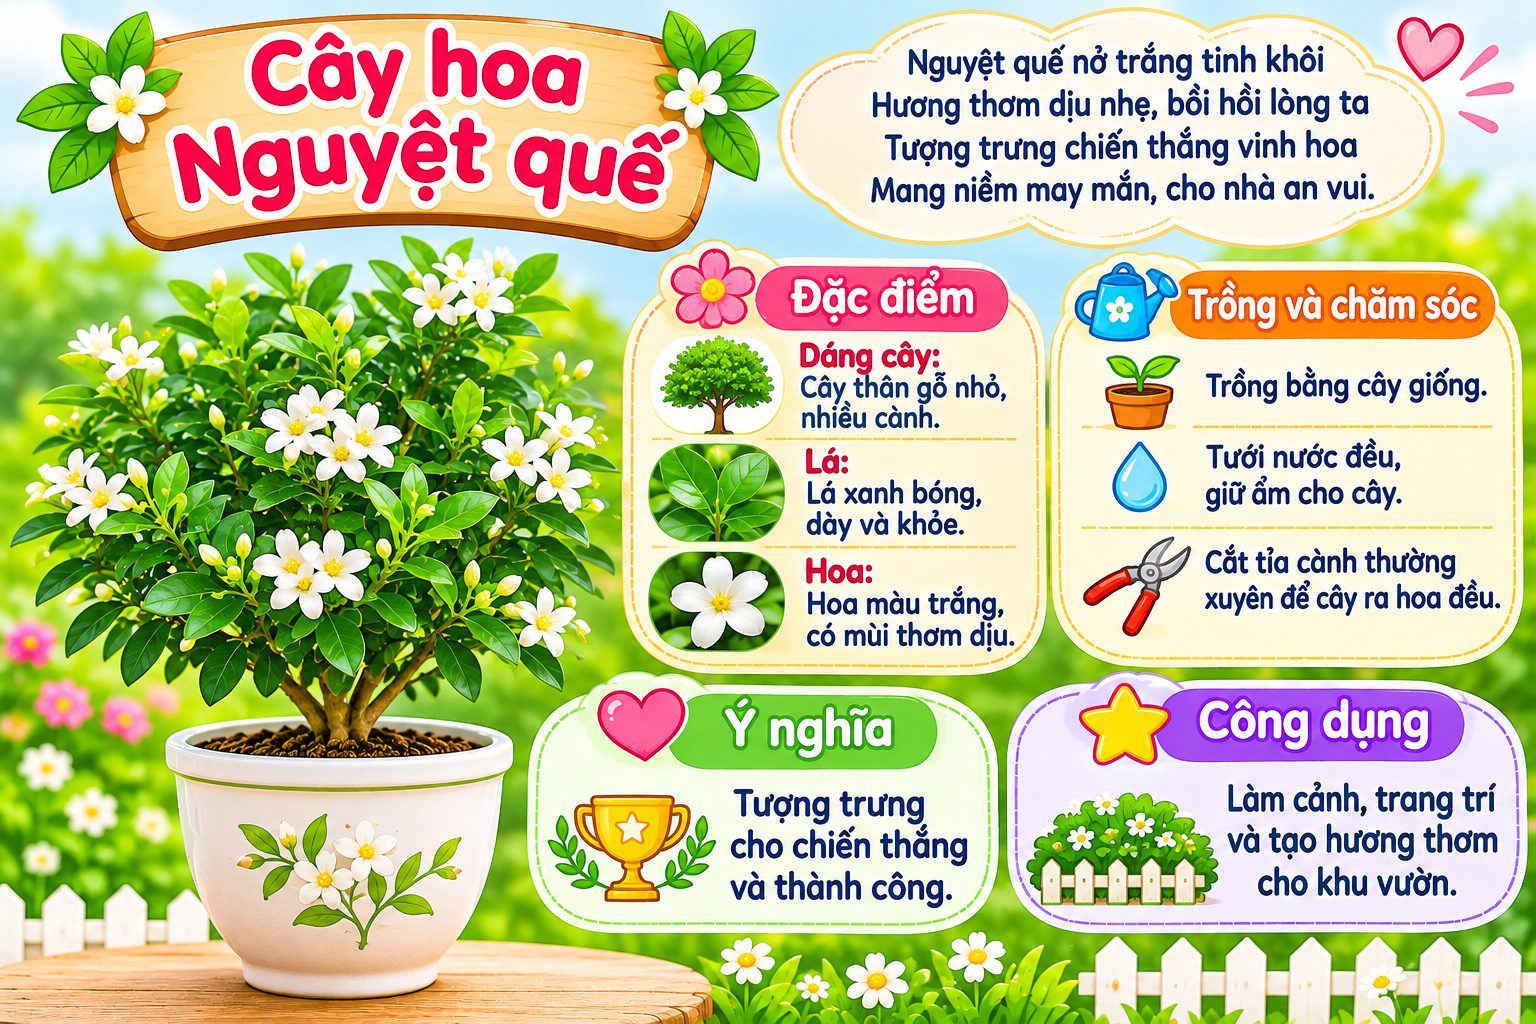 Cây hoa
Nguyệt quế
Nguyệt quế nở trắng tinh khôi
Hương thơm dịu nhẹ, bồi hồi lòng ta
Tượng trưng chiến thắng vinh hoa
Mang niềm may mắn, cho nhà an vui.
Đặc điểm
Dáng cây:
Cây thân gỗ nhỏ,
nhiều cành.
Lá:
Lá xanh bóng,
dày và khỏe.
Hoa:
Hoa màu trắng,
có mùi thơm dịu.
Trồng và chăm sóc
Trồng bằng cây giống.
Tưới nước đều,
giữ ẩm cho cây.
Cắt tỉa cành thường
xuyên để cây ra hoa đều.
Ý nghĩa
Tượng trưng
cho chiến thắng
và thành công.
Công dụng
Làm cảnh, trang trí
và tạo hương thơm
cho khu vườn.